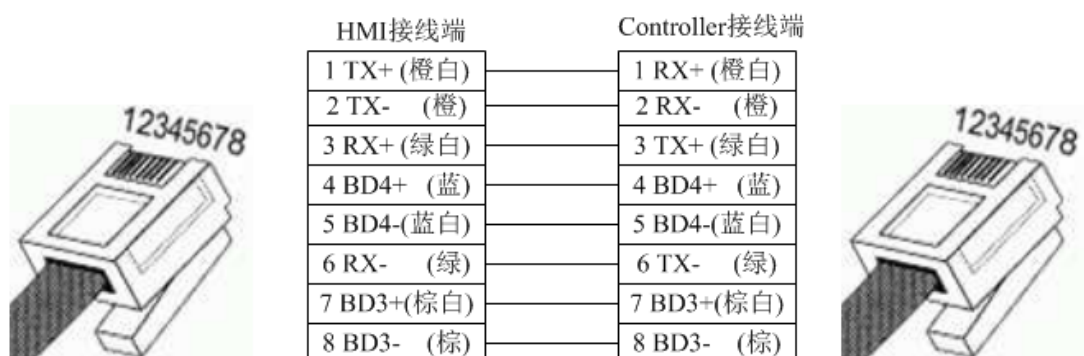 HMI接线端 Controller接线端
1 TX+ (橙白) 1 RX+ (橙白)
2 TX- (橙) 2 RX- (橙)
12345678 12345678
3 RX+ (绿白) 3 TX+ (绿白)
4 BD4+ (蓝) 4 BD4+ (蓝)
5 BD4-(蓝白) 5 BD4-(蓝白)
6 RX- (绿) 6 TX- (绿)
7 BD3+(棕白) 7 BD3+(棕白)
8 BD3- (棕) 8 BD3- (棕)